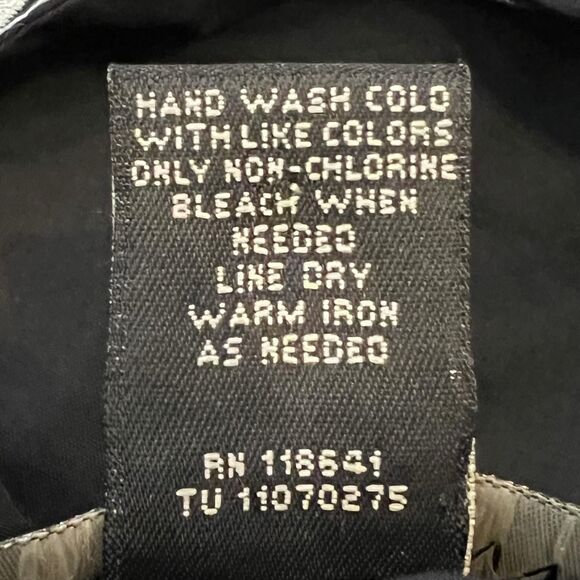 HAND WASH COLD
WITH LIKE COLORS
ONLY NON-CHLORINE
BLEACH WHEN
NEEDED
LINE DRY
WARM IRON
AS NEEDED
RN 118641
TU 11070275